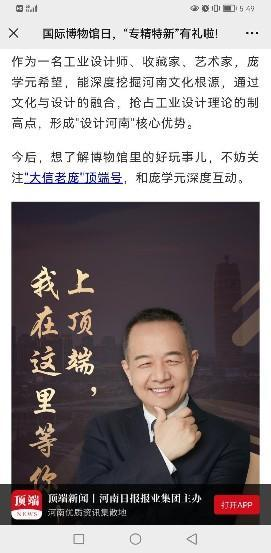 5:49
国际博物馆日，“专精特新”有礼啦！
作为一名工业设计师、收藏家、艺术家，庞
学元希望，能深度挖掘河南文化根源，通过
文化与设计的融合，抢占工业设计理论的制
高点，形成"设计河南"核心优势。
今后，想了解博物馆里的好玩事儿，不妨关
注"大信老庞"顶端号，和庞学元深度互动。
上顶端，
我在这里等你
顶端
NEWS
顶端新闻丨河南日报报业集团主办
河南优质资讯集散地
打开APP